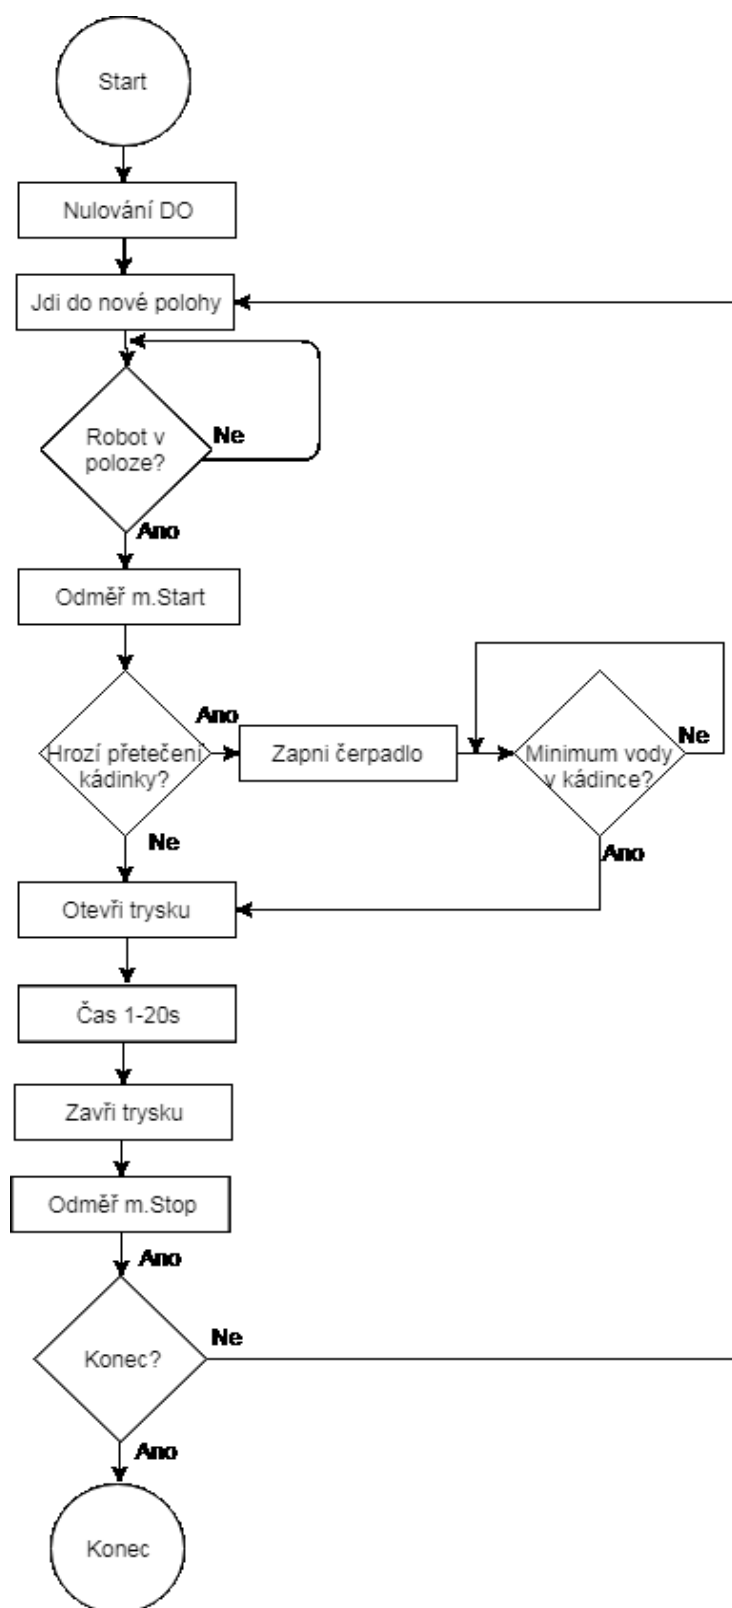 Start
Nulování DO
Jdi do nové polohy
Robot v
poloze?
Ne
Ano
Odměř m.Start
Hrozí přetečení
kádinky?
Ano
Zapni čerpadlo
Minimum vody
v kádince?
Ne
Ne
Ano
Otevři trysku
Čas 1-20s
Zavři trysku
Odměř m.Stop
Ano
Konec?
Ne
Ano
Konec